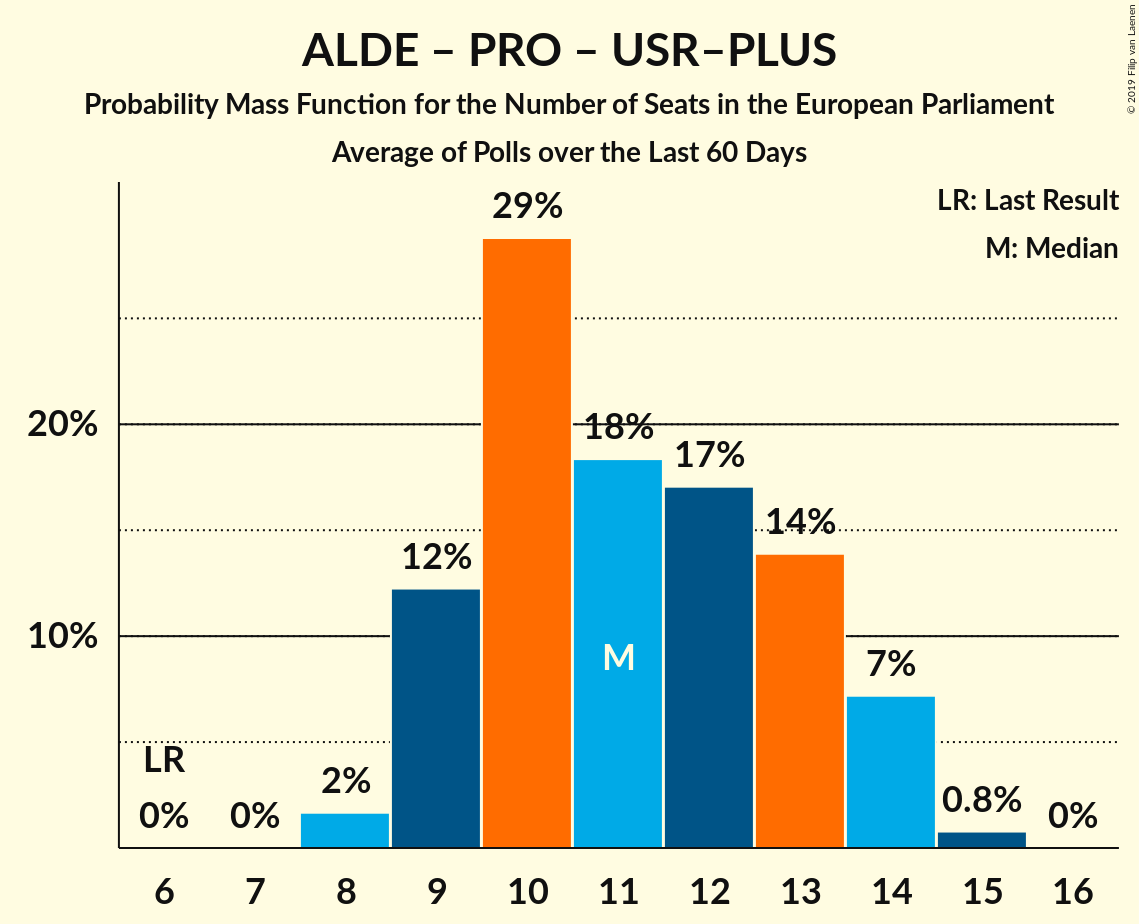 ALDE – PRO – USR–PLUS
Probability Mass Function for the Number of Seats in the European Parliament
Average of Polls over the Last 60 Days
© 2019 Filip van Laenen
LR: Last Result
M: Median
29%
20%
18%
17%
14%
12%
10%
M
7%
LR
2%
0.8%
0%
0%
0%
6 7 8 9 10 11 12 13 14 15 16